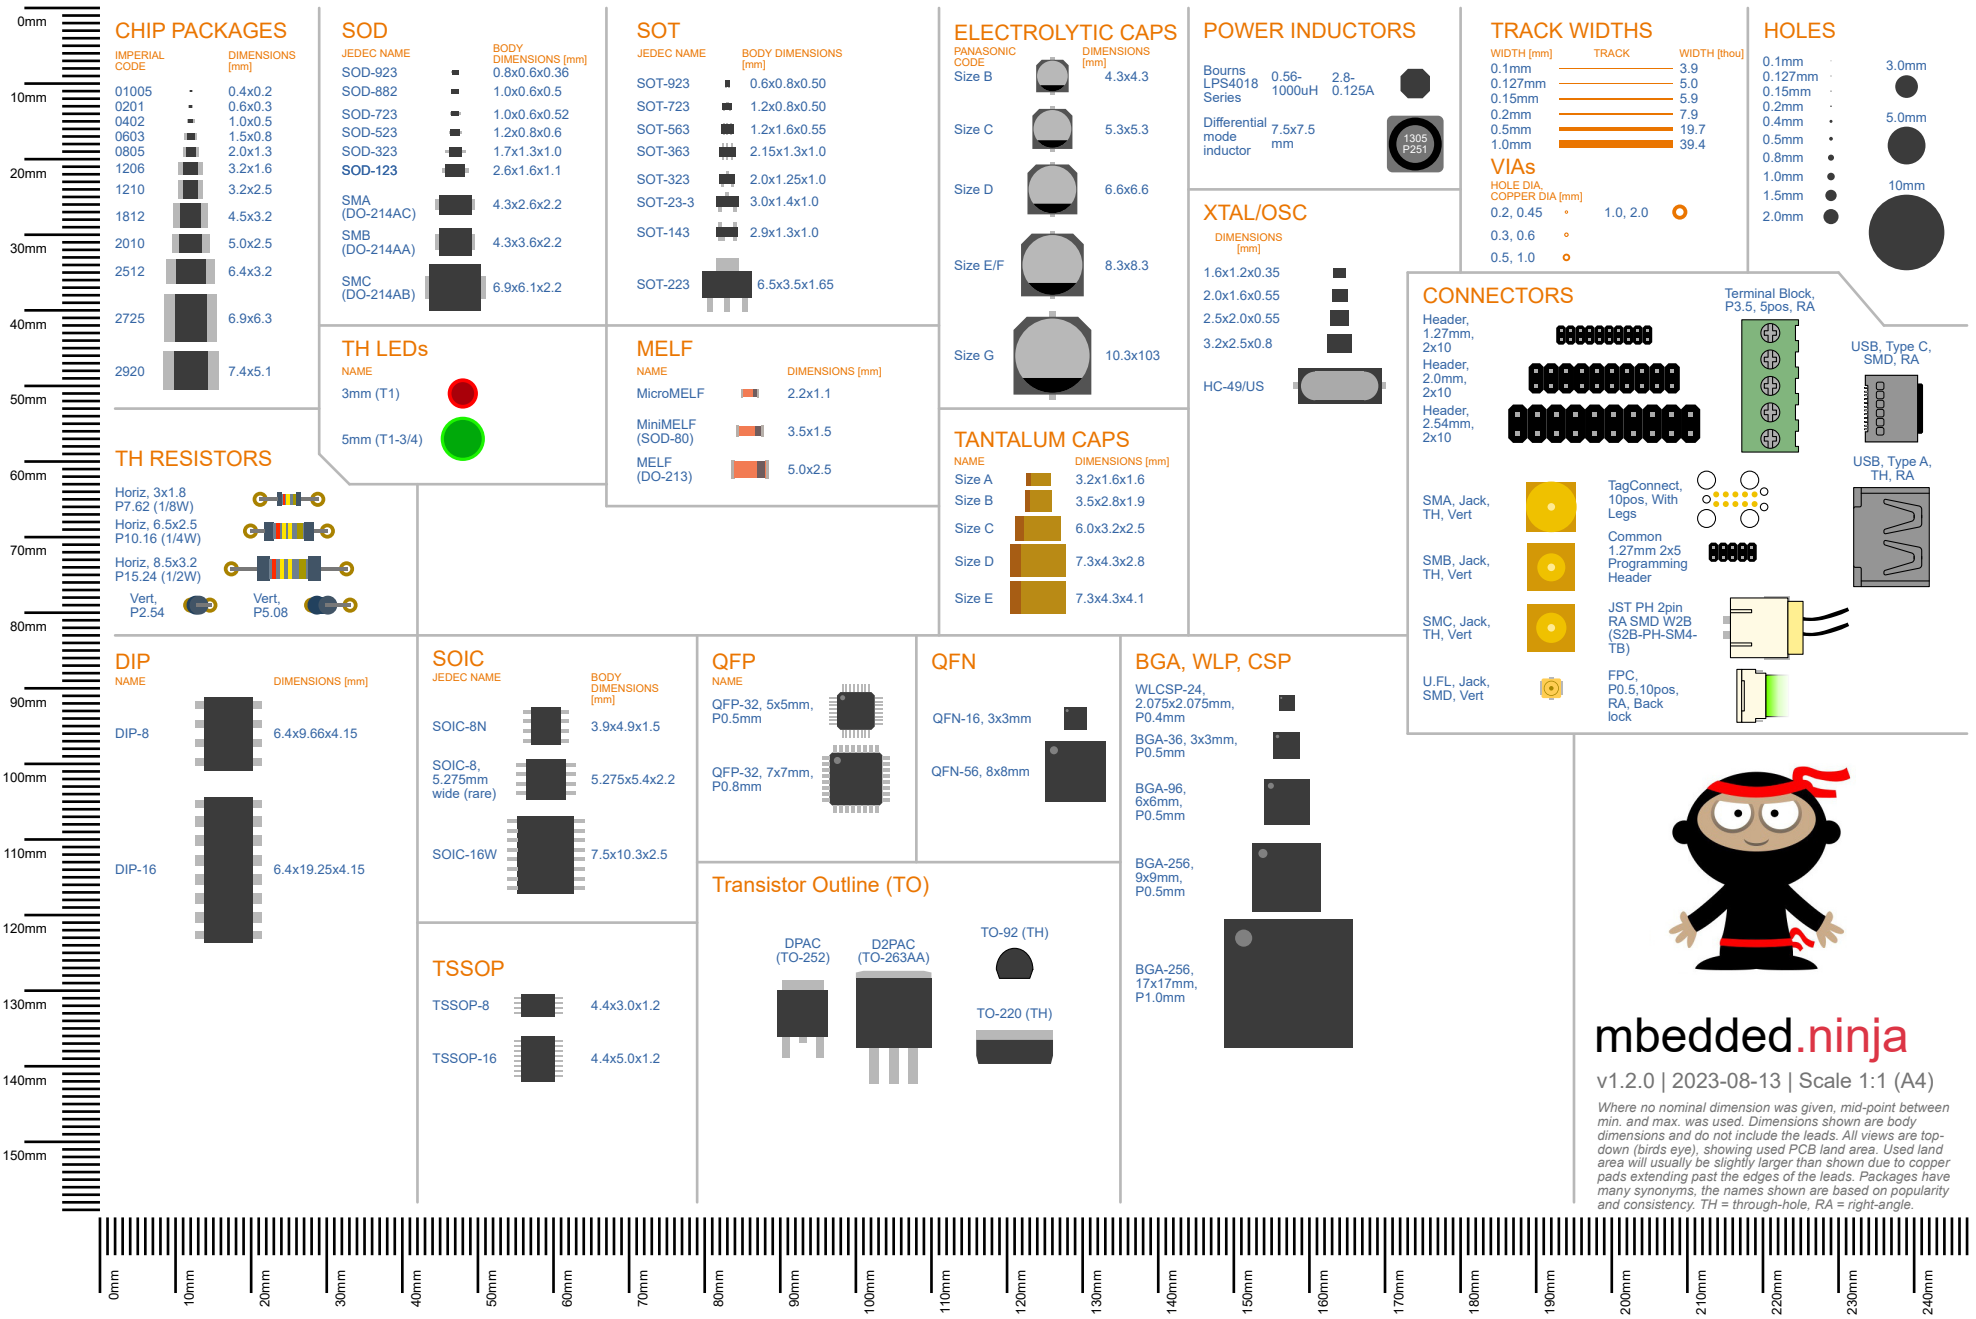 0mm
10mm
20mm
30mm
40mm
50mm
60mm
70mm
80mm
90mm
100mm
110mm
120mm
130mm
140mm
150mm
CHIP PACKAGES
IMPERIAL CODE
DIMENSIONS [mm]
01005 0.4x0.2
0201 0.6x0.3
0402 1.0x0.5
0603 1.5x0.8
0805 2.0x1.3
1206 3.2x1.6
1210 3.2x2.5
1812 4.5x3.2
2010 5.0x2.5
2512 6.4x3.2
2725 6.9x6.3
2920 7.4x5.1
SOD
JEDEC NAME
BODY
DIMENSIONS [mm]
SOD-923 0.8x0.6x0.36
SOD-882 1.0x0.6x0.5
SOD-723 1.0x0.6x0.52
SOD-523 1.2x0.8x0.6
SOD-323 1.7x1.3x1.0
SOD-123 2.6x1.6x1.1
SMA
(DO-214AC) 4.3x2.6x2.2
SMB
(DO-214AA) 4.3x3.6x2.2
SMC
(DO-214AB) 6.9x6.1x2.2
SOT
JEDEC NAME
BODY DIMENSIONS
[mm]
SOT-923 0.6x0.8x0.50
SOT-723 1.2x0.8x0.50
SOT-563 1.2x1.6x0.55
SOT-363 2.15x1.3x1.0
SOT-323 2.0x1.25x1.0
SOT-23-3 3.0x1.4x1.0
SOT-143 2.9x1.3x1.0
SOT-223 6.5x3.5x1.65
ELECTROLYTIC CAPS
PANASONIC CODE
DIMENSIONS [mm]
Size B 4.3x4.3
Size C 5.3x5.3
Size D 6.6x6.6
Size E/F 8.3x8.3
Size G 10.3x103
POWER INDUCTORS
Bourns
LPS4018
Series
0.56-
1000uH
2.8-
0.125A
Differential
mode
inductor
7.5x7.5
mm
1305
P251
XTAL/OSC
DIMENSIONS
[mm]
1.6x1.2x0.35
2.0x1.6x0.55
2.5x2.0x0.55
3.2x2.5x0.8
HC-49/US
TRACK WIDTHS
WIDTH [mm] TRACK WIDTH [thou]
0.1mm 3.9
0.127mm 5.0
0.15mm 5.9
0.2mm 7.9
0.5mm 19.7
1.0mm 39.4
VIAs
HOLE DIA,
COPPER DIA [mm]
0.2, 0.45 1.0, 2.0
0.3, 0.6
0.5, 1.0
HOLES
0.1mm
0.127mm
0.15mm
0.2mm
0.4mm
0.5mm
0.8mm
1.0mm
1.5mm
2.0mm
3.0mm
5.0mm
10mm
TH LEDs
NAME
3mm (T1)
5mm (T1-3/4)
MELF
NAME DIMENSIONS [mm]
MicroMELF 2.2x1.1
MiniMELF
(SOD-80) 3.5x1.5
MELF
(DO-213) 5.0x2.5
TANTALUM CAPS
NAME DIMENSIONS [mm]
Size A 3.2x1.6x1.6
Size B 3.5x2.8x1.9
Size C 6.0x3.2x2.5
Size D 7.3x4.3x2.8
Size E 7.3x4.3x4.1
TH RESISTORS
Horiz, 3x1.8
P7.62 (1/8W)
Horiz, 6.5x2.5
P10.16 (1/4W)
Horiz, 8.5x3.2
P15.24 (1/2W)
Vert,
P2.54
Vert,
P5.08
CONNECTORS
Header,
1.27mm,
2x10
Header,
2.0mm,
2x10
Header,
2.54mm,
2x10
Terminal Block,
P3.5, 5pos, RA
USB, Type C,
SMD, RA
USB, Type A,
TH, RA
SMA, Jack,
TH, Vert
SMB, Jack,
TH, Vert
SMC, Jack,
TH, Vert
U.FL, Jack,
SMD, Vert
TagConnect,
10pos, With
Legs
Common
1.27mm 2x5
Programming
Header
JST PH 2pin
RA SMD W2B
(S2B-PH-SM4-
TB)
FPC,
P0.5,10pos,
RA, Back
lock
DIP
NAME DIMENSIONS [mm]
DIP-8 6.4x9.66x4.15
DIP-16 6.4x19.25x4.15
SOIC
JEDEC NAME
BODY
DIMENSIONS
[mm]
SOIC-8N 3.9x4.9x1.5
SOIC-8,
5.275mm
wide (rare)
5.275x5.4x2.2
SOIC-16W 7.5x10.3x2.5
TSSOP
TSSOP-8 4.4x3.0x1.2
TSSOP-16 4.4x5.0x1.2
QFP
NAME
QFP-32, 5x5mm,
P0.5mm
QFP-32, 7x7mm,
P0.8mm
QFN
QFN-16, 3x3mm
QFN-56, 8x8mm
Transistor Outline (TO)
DPAC
(TO-252)
D2PAC
(TO-263AA)
TO-92 (TH)
TO-220 (TH)
BGA, WLP, CSP
WLCSP-24,
2.075x2.075mm,
P0.4mm
BGA-36, 3x3mm,
P0.5mm
BGA-96,
6x6mm,
P0.5mm
BGA-256,
9x9mm,
P0.5mm
BGA-256,
17x17mm,
P1.0mm
mbedded.ninja
v1.2.0 | 2023-08-13 | Scale 1:1 (A4)
Where no nominal dimension was given, mid-point between
min. and max. was used. Dimensions shown are body
dimensions and do not include the leads. All views are top-
down (birds eye), showing used PCB land area. Used land
area will usually be slightly larger than shown due to copper
pads extending past the edges of the leads. Packages have
many synonyms, the names shown are based on popularity
and consistency. TH = through-hole, RA = right-angle.
0mm
10mm
20mm
30mm
40mm
50mm
60mm
70mm
80mm
90mm
100mm
110mm
120mm
130mm
140mm
150mm
160mm
170mm
180mm
190mm
200mm
210mm
220mm
230mm
240mm